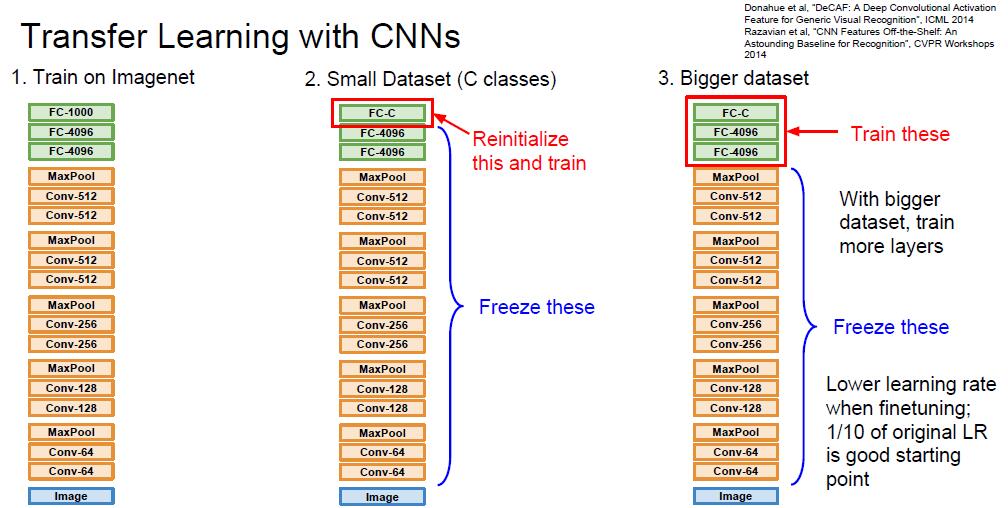 Transfer Learning with CNNs
Donahue et al, "DeCAF: A Deep Convolutional Activation
Feature for Generic Visual Recognition", ICML 2014
Razavian et al, "CNN Features Off-the-Shelf: An
Astounding Baseline for Recognition", CVPR Workshops
2014
1. Train on Imagenet
FC-1000
FC-4096
FC-4096
MaxPool
Conv-512
Conv-512
MaxPool
Conv-512
Conv-512
MaxPool
Conv-256
Conv-256
MaxPool
Conv-128
Conv-128
MaxPool
Conv-64
Conv-64
Image
2. Small Dataset (C classes)
FC-C
FC-4096
FC-4096
MaxPool
Conv-512
Conv-512
MaxPool
Conv-512
Conv-512
MaxPool
Conv-256
Conv-256
MaxPool
Conv-128
Conv-128
MaxPool
Conv-64
Conv-64
Image
Reinitialize
this and train
Freeze these
3. Bigger dataset
FC-C
FC-4096
FC-4096
MaxPool
Conv-512
Conv-512
MaxPool
Conv-512
Conv-512
MaxPool
Conv-256
Conv-256
MaxPool
Conv-128
Conv-128
MaxPool
Conv-64
Conv-64
Image
Train these
With bigger
dataset, train
more layers
Freeze these
Lower learning rate
when finetuning;
1/10 of original LR
is good starting
point